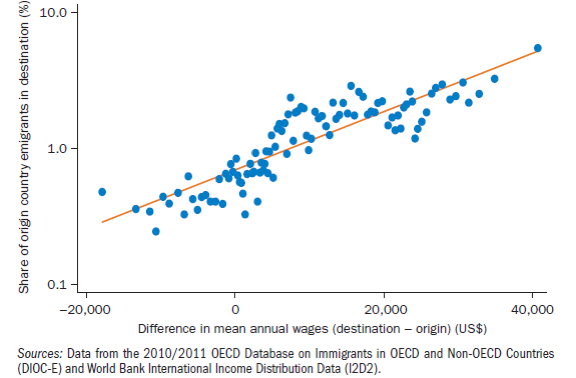 Share of origin country emigrants in destination (%)
10.0
1.0
0.1
–20,000
0
20,000
40,000
Difference in mean annual wages (destination – origin) (US$)
Sources: Data from the 2010/2011 OECD Database on Immigrants in OECD and Non-OECD Countries
(DIOC-E) and World Bank International Income Distribution Data (I2D2).